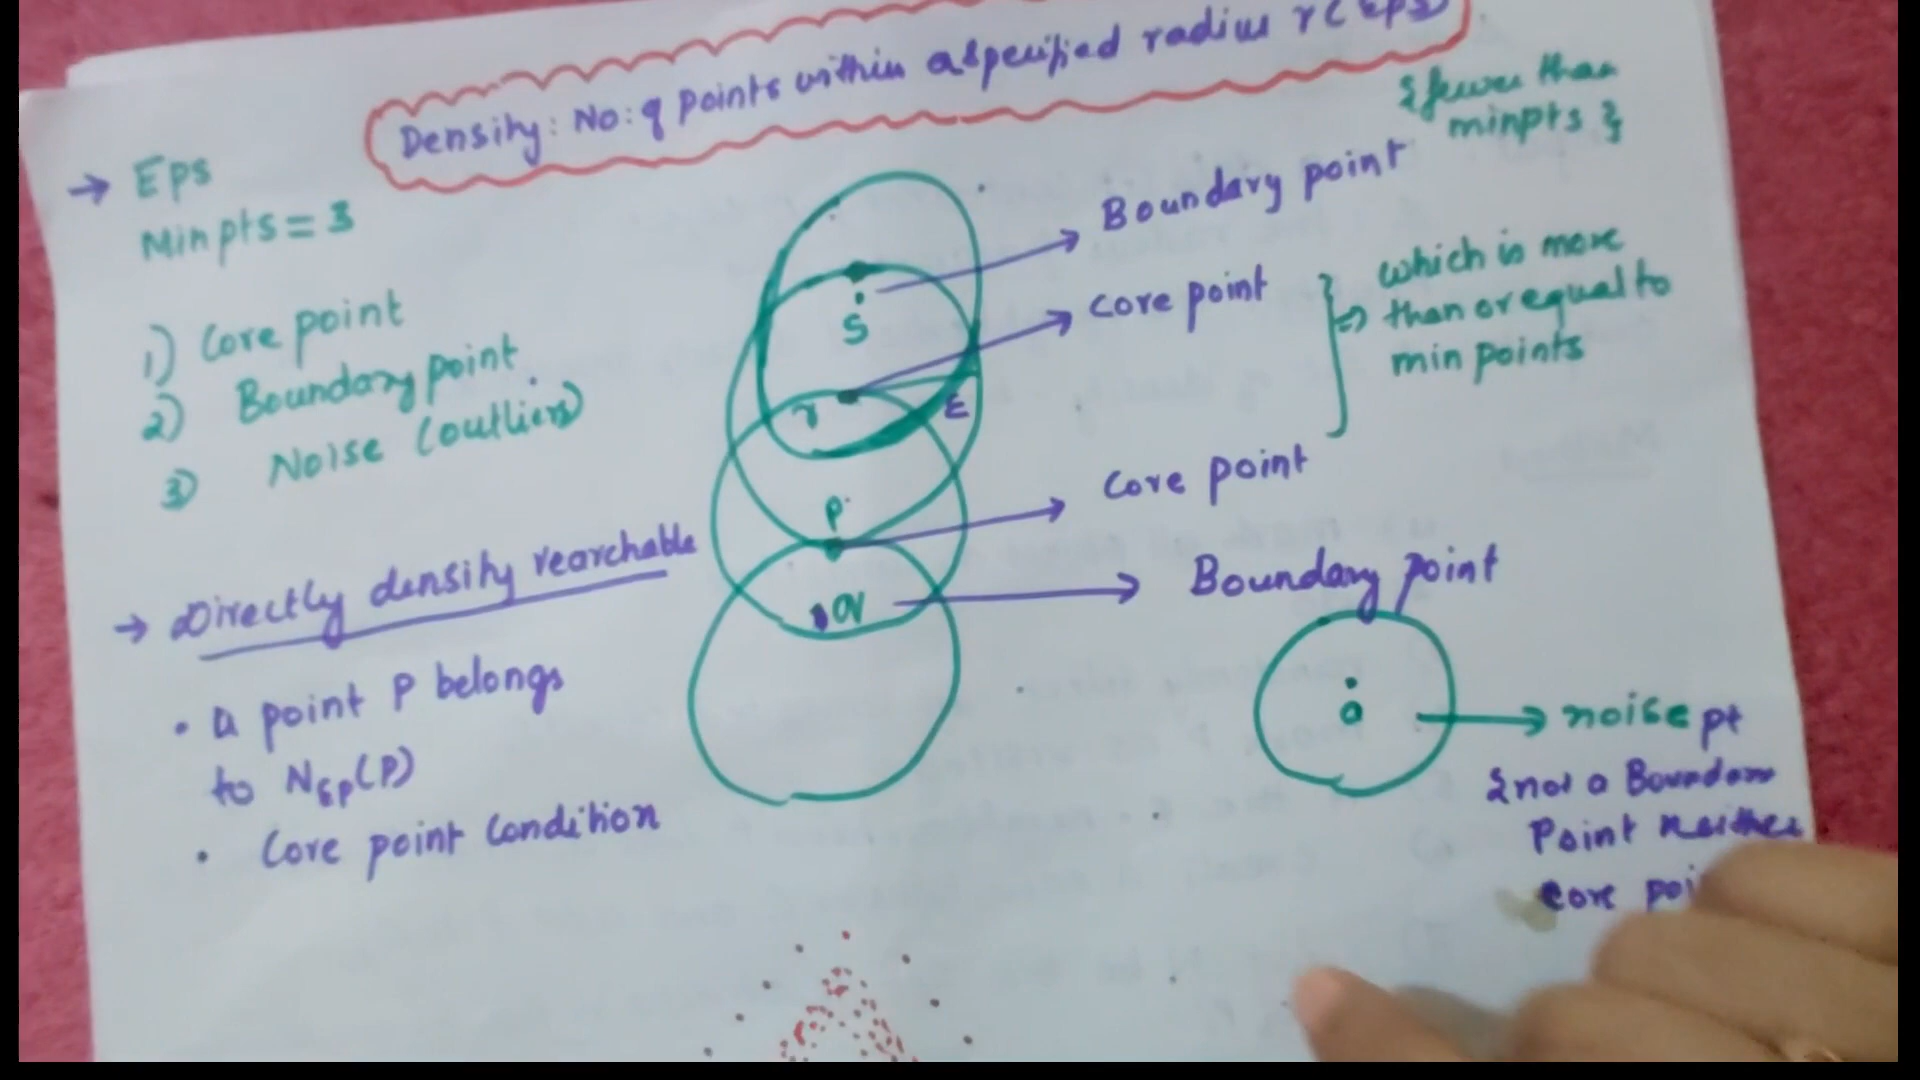 Density: No: of points within a specified radius r (Eps)
→ Eps
Minpts = 3
1) Core point
2) Boundary point
3) Noise (outliers)
→ Directly density rearchable
• a point P belongs
to NEp(P)
• Core point Condition
S
r
E
P
q
Boundary point
{fewer than
minpts}
Core point
} ⇒ which is more
than or equal to
min points
Core point
Boundary point
o
noise pt
{not a Boundary
Point Neither
core